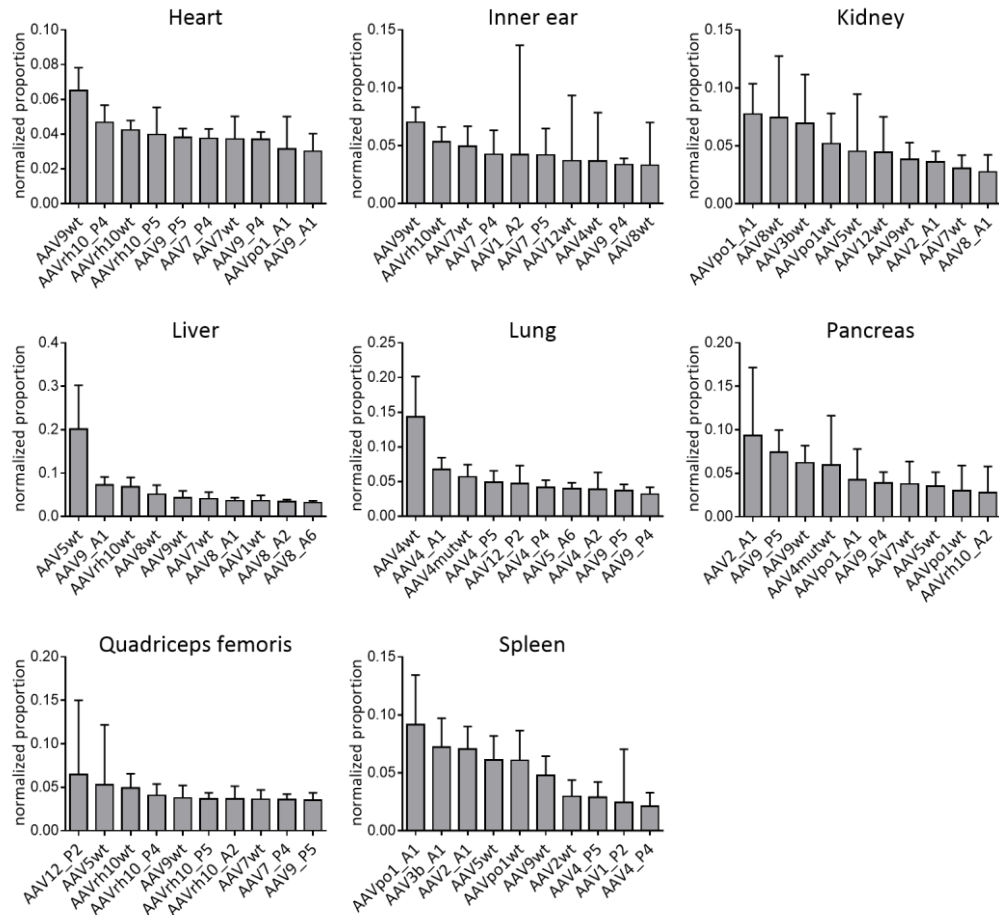 Heart
normalized proportion
0.10
0.08
0.06
0.04
0.02
0.00
AAV9wt
AAVrh10_P4
AAVrh10wt
AAVrh10_P5
AAV9_P5
AAV7_P4
AAV7wt
AAV9_P4
AAVpo1_A1
AAV9_A1
Inner ear
normalized proportion
0.15
0.10
0.05
0.00
AAV9wt
AAVrh10wt
AAV7wt
AAV7_P4
AAV1_A2
AAV7_P5
AAV12wt
AAV4wt
AAV9_P4
AAV8wt
Kidney
normalized proportion
0.15
0.10
0.05
0.00
AAVpo1_A1
AAV8wt
AAV3bwt
AAVpo1wt
AAV5wt
AAV12wt
AAV9wt
AAV2_A1
AAV7wt
AAV8_A1
Liver
normalized proportion
0.4
0.3
0.2
0.1
0.0
AAV5wt
AAV9_A1
AAVrh10wt
AAV8wt
AAV9wt
AAV7wt
AAV8_A1
AAV1wt
AAV8_A2
AAV8_A6
Lung
normalized proportion
0.25
0.20
0.15
0.10
0.05
0.00
AAV4wt
AAV4_A1
AAV4mutwt
AAV4_P5
AAV12_P2
AAV4_P4
AAV5_A6
AAV4_A2
AAV9_P5
AAV9_P4
Pancreas
normalized proportion
0.20
0.15
0.10
0.05
0.00
AAV2_A1
AAV9_P5
AAV9wt
AAV4mutwt
AAVpo1_A1
AAV9_P4
AAV7wt
AAV5wt
AAVpo1wt
AAVrh10_A2
Quadriceps femoris
normalized proportion
0.20
0.15
0.10
0.05
0.00
AAV12_P2
AAV5wt
AAVrh10wt
AAVrh10_P4
AAV9wt
AAVrh10_P5
AAVrh10_A2
AAV7wt
AAV7_P4
AAV9_P5
Spleen
normalized proportion
0.15
0.10
0.05
0.00
AAVpo1_A1
AAV3b_A1
AAV2_A1
AAV5wt
AAVpo1wt
AAV9wt
AAV2wt
AAV4_P5
AAV1_P2
AAV4_P4